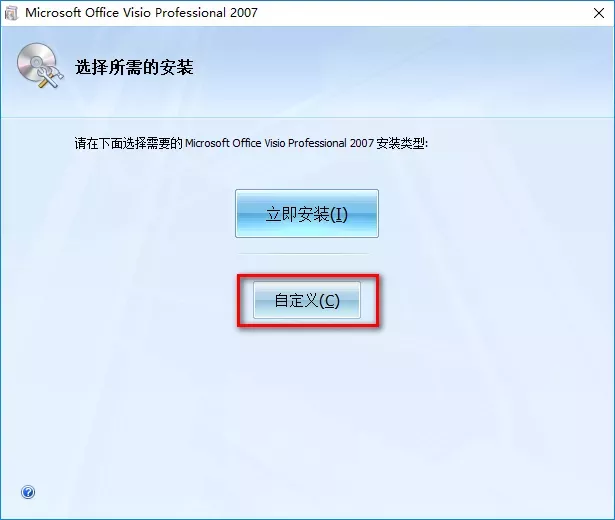 Microsoft Office Visio Professional 2007
选择所需的安装
请在下面选择需要的 Microsoft Office Visio Professional 2007 安装类型:
立即安装(I)
自定义(C)